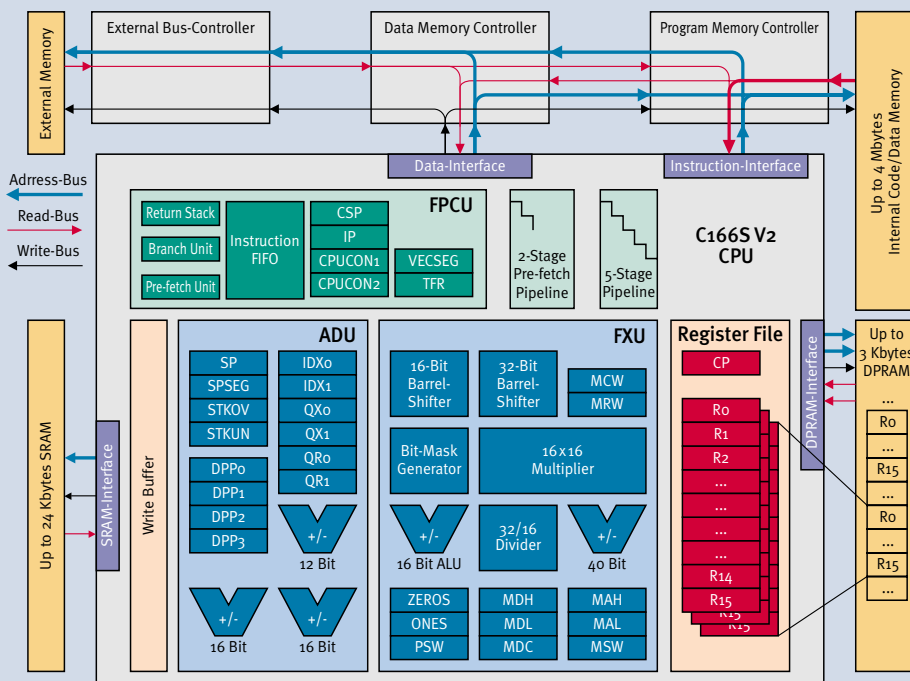 External Bus-Controller
Data Memory Controller
Program Memory Controller
External Memory
Up to 4 Mbytes
Internal Code/Data Memory
Data-Interface
Instruction-Interface
Adrress-Bus
Read-Bus
Write-Bus
FPCU
Return Stack
Branch Unit
Pre-fetch Unit
Instruction
FIFO
CSP
IP
CPUCON1
CPUCON2
VECSEG
TFR
2-Stage
Pre-fetch
Pipeline
5-Stage
Pipeline
C166S V2
CPU
Up to 24 Kbytes SRAM
SRAM-Interface
Write Buffer
ADU
SP
SPSEG
STKOV
STKUN
DPP0
DPP1
DPP2
DPP3
IDX0
IDX1
QX0
QX1
QR0
QR1
+/-
12 Bit
+/-
16 Bit
+/-
16 Bit
FXU
16-Bit
Barrel-
Shifter
32-Bit
Barrel-
Shifter
MCW
MRW
Bit-Mask
Generator
16x16
Multiplier
+/-
16 Bit ALU
32/16
Divider
+/-
40 Bit
ZEROS
ONES
PSW
MDH
MDL
MDC
MAH
MAL
MSW
Register File
CP
R0
R1
R2
...
...
...
R14
R15
R15
R15
DPRAM-Interface
Up to
3 Kbytes
DPRAM
...
R0
...
R15
...
R0
...
R15
...